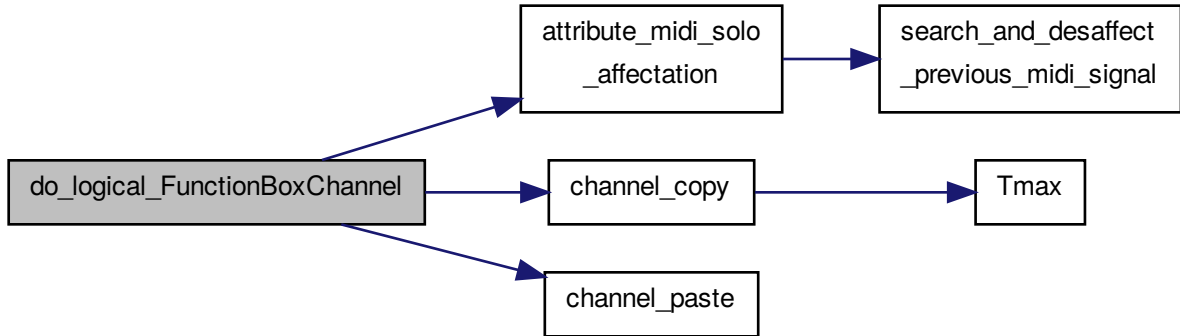 attribute_midi_solo
_affectation
search_and_desaffect
_previous_midi_signal
do_logical_FunctionBoxChannel
channel_copy
Tmax
channel_paste